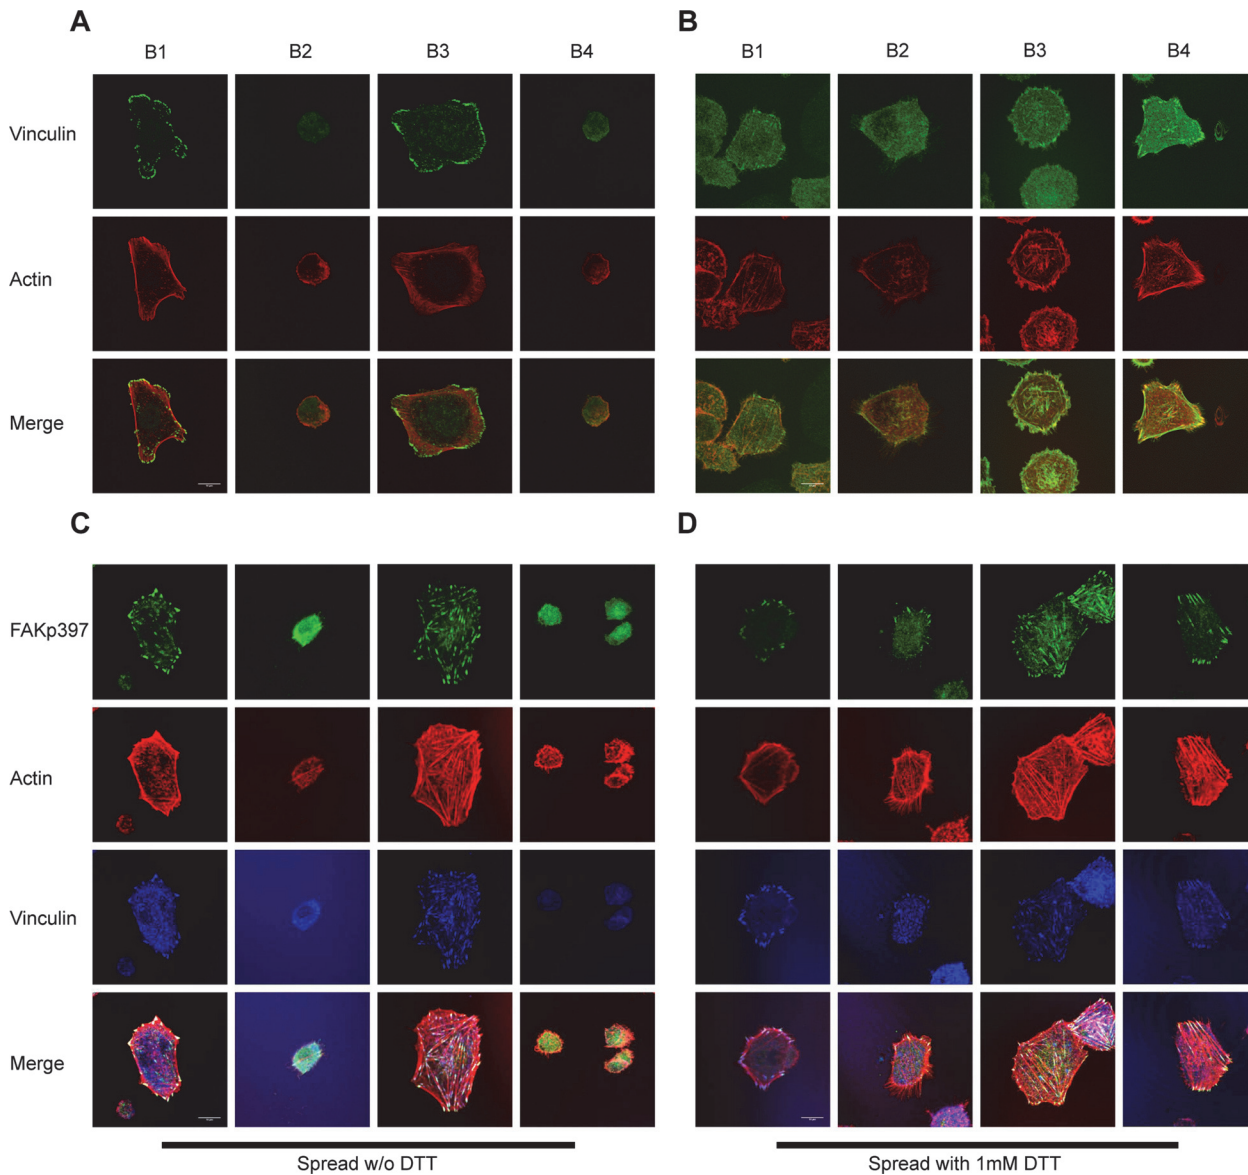 A
B
B1 B2 B3 B4
B1 B2 B3 B4
Vinculin
Actin
Merge
C
D
FAKp397
Actin
Vinculin
Merge
Spread w/o DTT
Spread with 1mM DTT